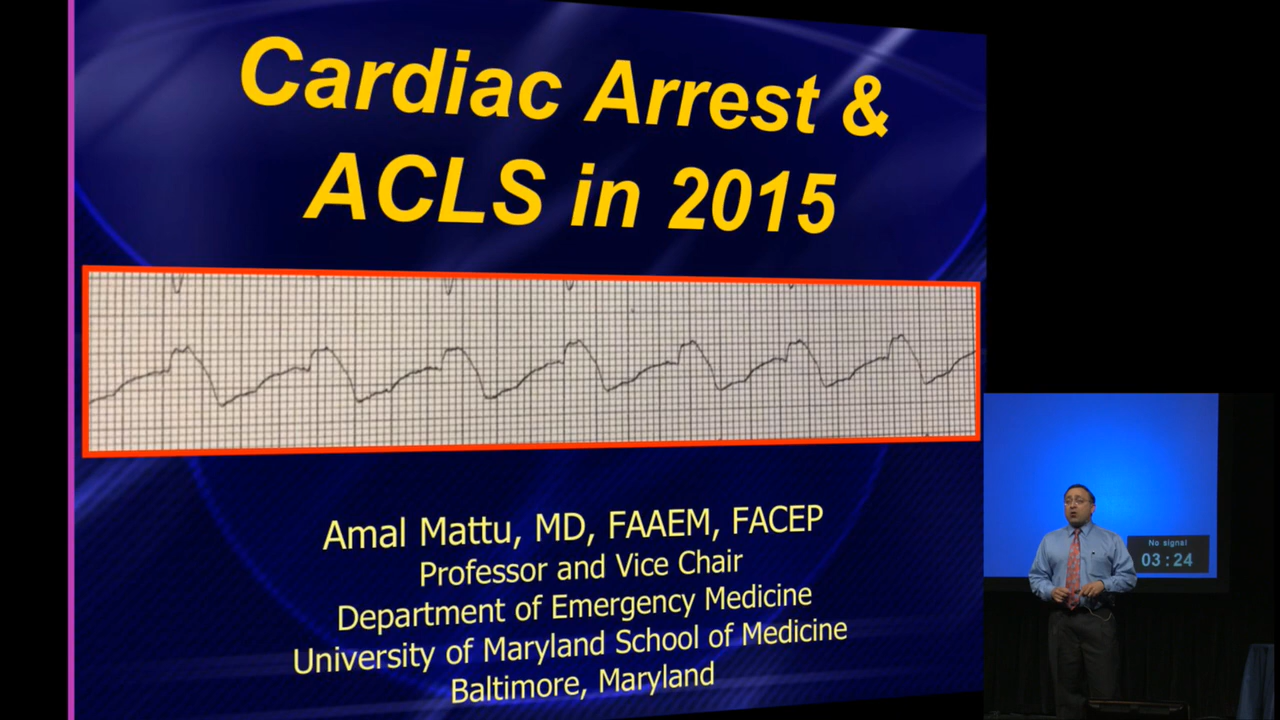 Cardiac Arrest &
ACLS in 2015
Amal Mattu, MD, FAAEM, FACEP
Professor and Vice Chair
Department of Emergency Medicine
University of Maryland School of Medicine
Baltimore, Maryland
No signal
03:24